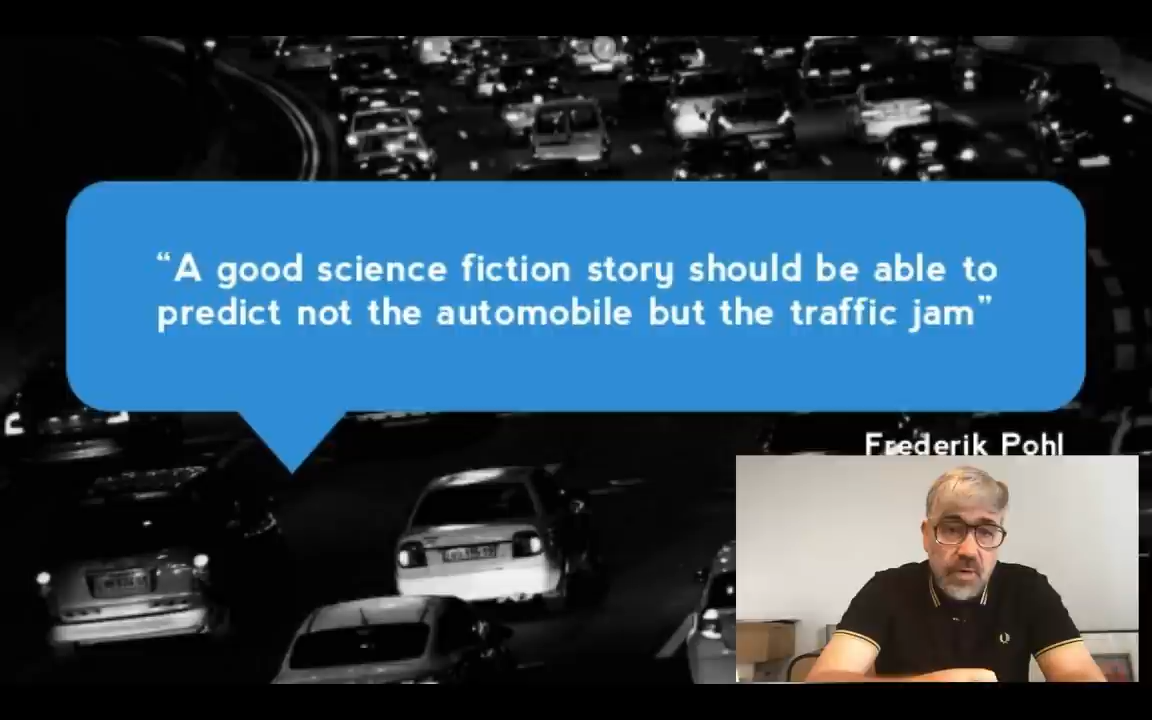 “A good science fiction story should be able to
predict not the automobile but the traffic jam”
Frederik Pohl